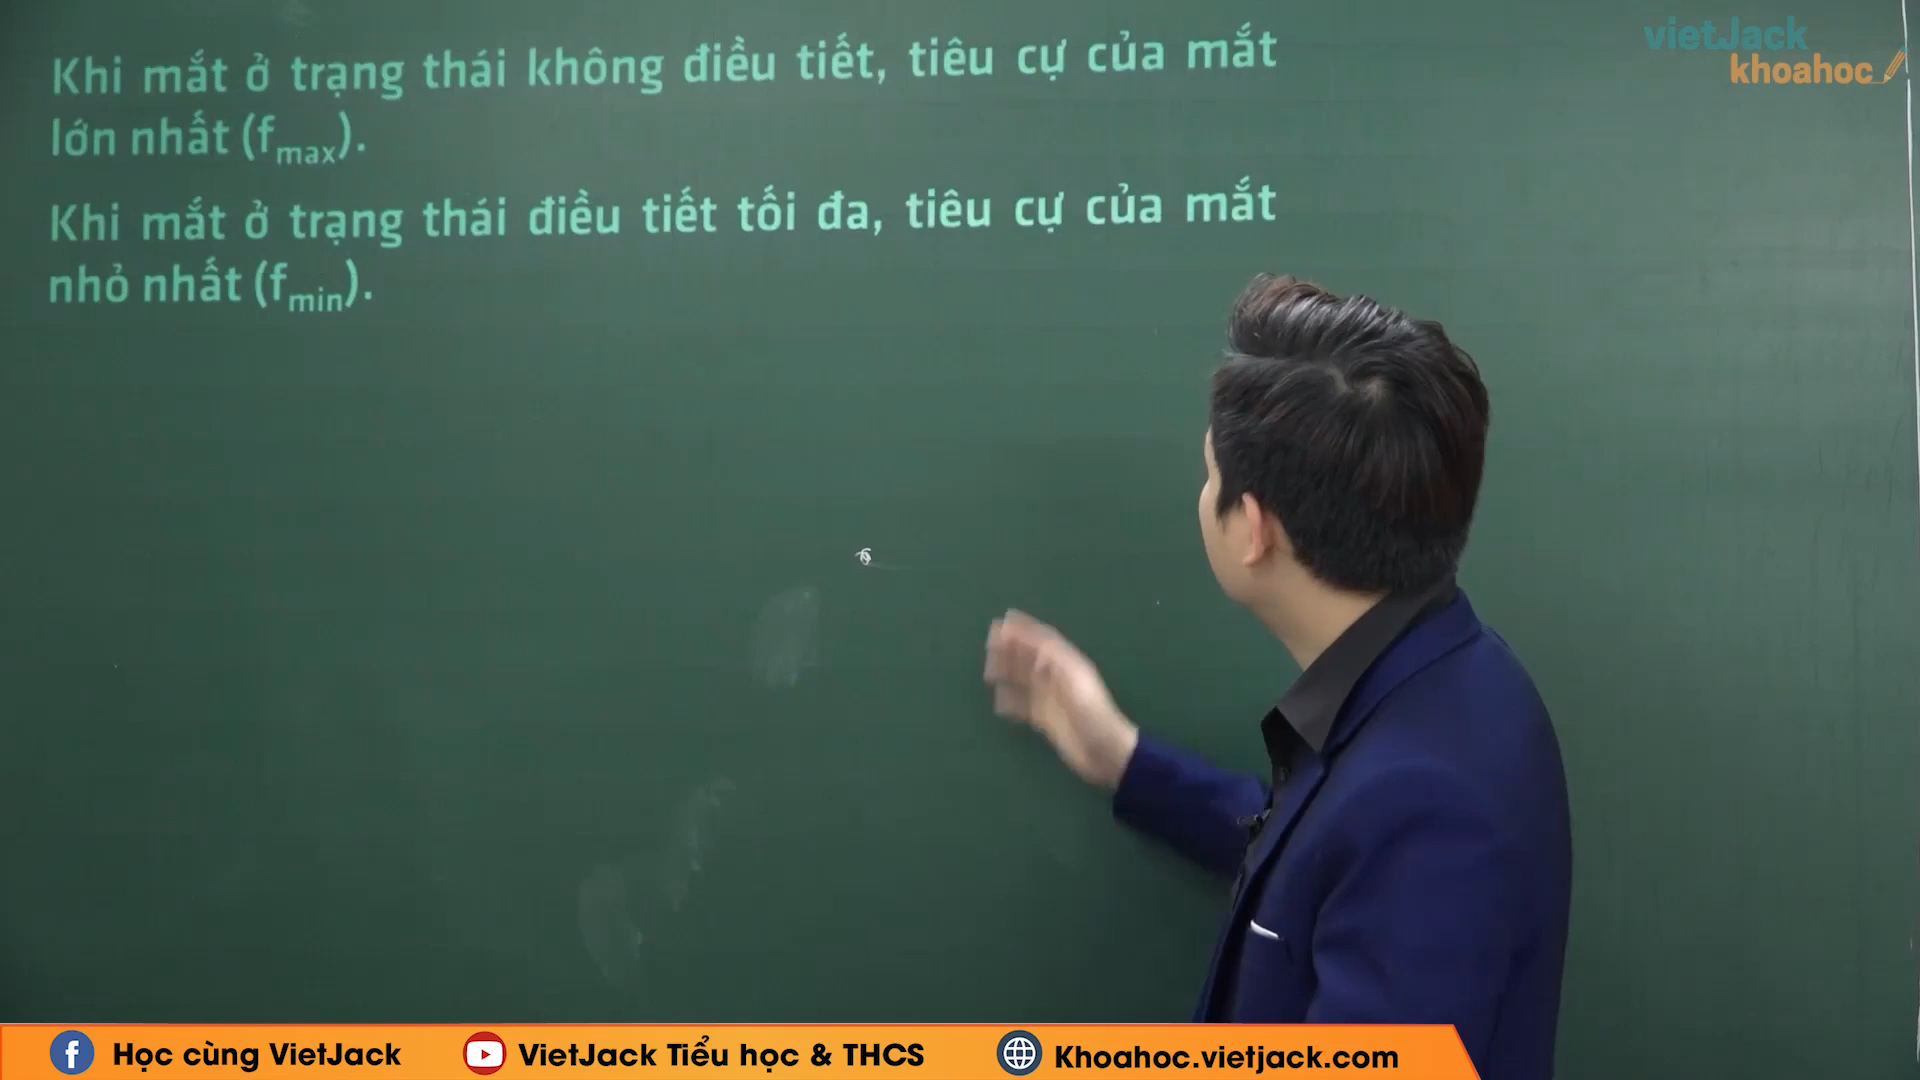 vietJack
khoahoc
Khi mắt ở trạng thái không điều tiết, tiêu cự của mắt
lớn nhất (fmax).
Khi mắt ở trạng thái điều tiết tối đa, tiêu cự của mắt
nhỏ nhất (fmin).
Học cùng VietJack
VietJack Tiểu học & THCS
Khoahoc.vietjack.com